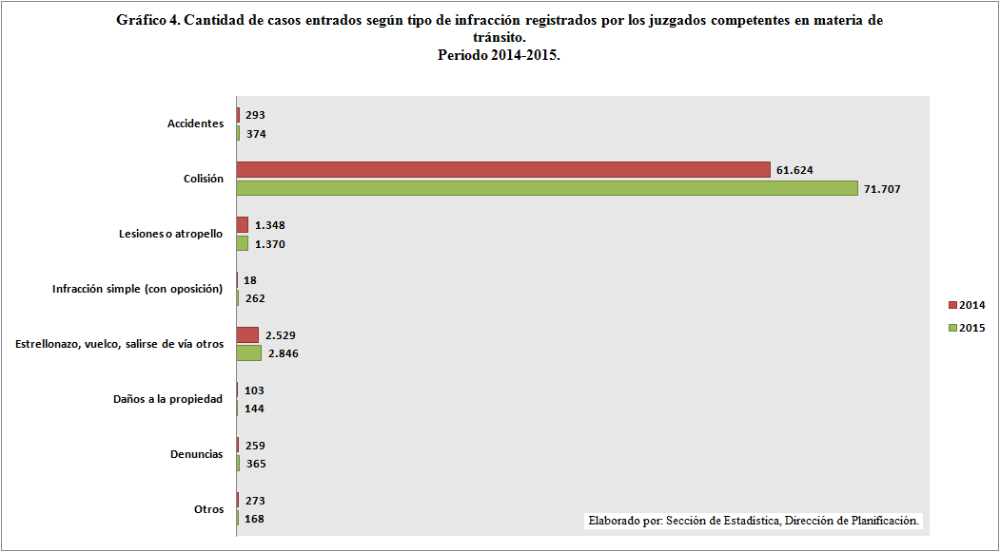 Gráfico 4. Cantidad de casos entrados según tipo de infracción registrados por los juzgados competentes en materia de
tránsito.
Periodo 2014-2015.
Accidentes
293
374
Colisión
61.624
71.707
Lesiones o atropello
1.348
1.370
Infracción simple (con oposición)
18
262
Estrellonazo, vuelco, salirse de vía otros
2.529
2.846
Daños a la propiedad
103
144
Denuncias
259
365
Otros
273
168
2014
2015
Elaborado por: Sección de Estadística, Dirección de Planificación.